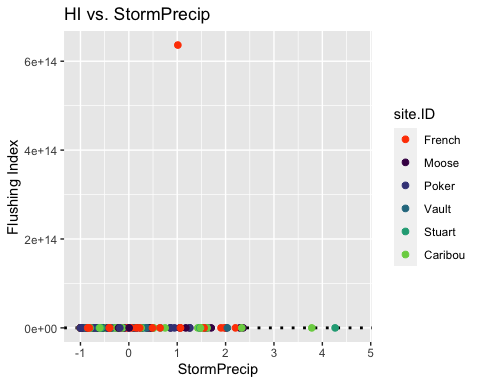 HI vs. StormPrecip
Flushing Index
6e+14
4e+14
2e+14
0e+00
-1 0 1 2 3 4 5
StormPrecip
site.ID
French
Moose
Poker
Vault
Stuart
Caribou